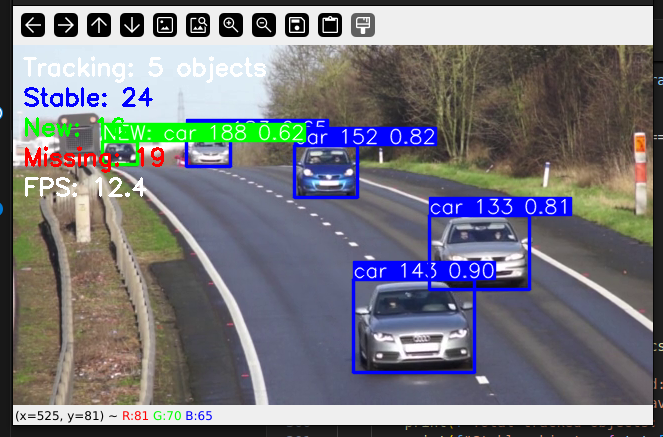 Tracking: 5 objects
Stable: 24
New:
NEW: car 188 0.62
car 152 0.82
Missing: 19
FPS: 12.4
car 133 0.81
car 143 0.90
(x=525, y=81) ~ R:81 G:70 B:65